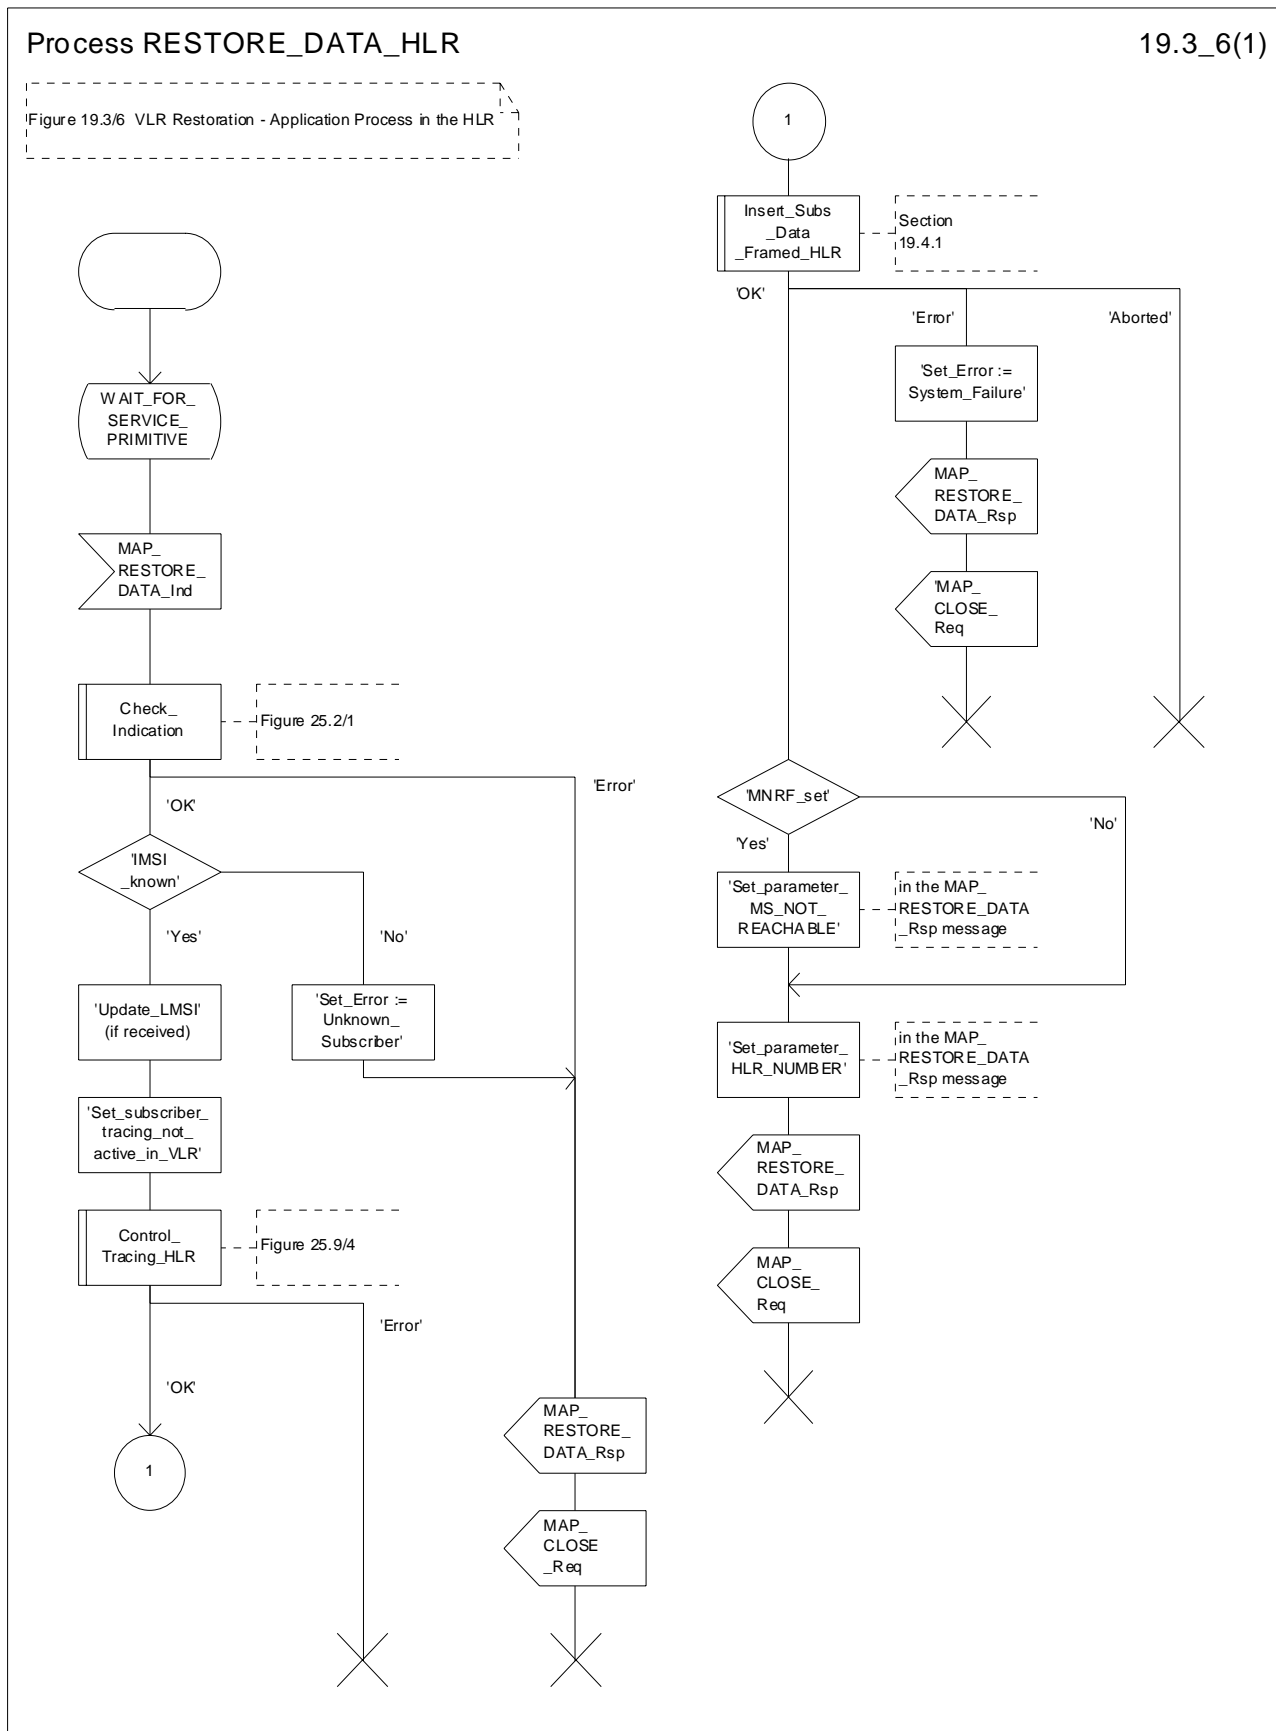 Process RESTORE_DATA_HLR
19.3_6(1)
Figure 19.3/6 VLR Restoration - Application Process in the HLR
WAIT_FOR_
SERVICE_
PRIMITIVE
MAP_
RESTORE_
DATA_Ind
Check_
Indication
Figure 25.2/1
'Error'
'OK'
'IMSI
_known'
'Yes'
'No'
'Update_LMSI'
(if received)
'Set_Error :=
Unknown_
Subscriber'
'Set_subscriber_
tracing_not_
active_in_VLR'
Control_
Tracing_HLR
Figure 25.9/4
'Error'
'OK'
1
MAP_
RESTORE_
DATA_Rsp
MAP_
CLOSE
_Req
1
Insert_Subs
_Data
_Framed_HLR
Section
19.4.1
'OK'
'Error'
'Aborted'
'Set_Error :=
System_Failure'
MAP_
RESTORE_
DATA_Rsp
'MAP_
CLOSE_
Req
'MNRF_set'
'No'
'Yes'
'Set_parameter_
MS_NOT_
REACHABLE'
in the MAP_
RESTORE_DATA
_Rsp message
'Set_parameter_
HLR_NUMBER'
in the MAP_
RESTORE_DATA
_Rsp message
MAP_
RESTORE_
DATA_Rsp
MAP_
CLOSE_
Req